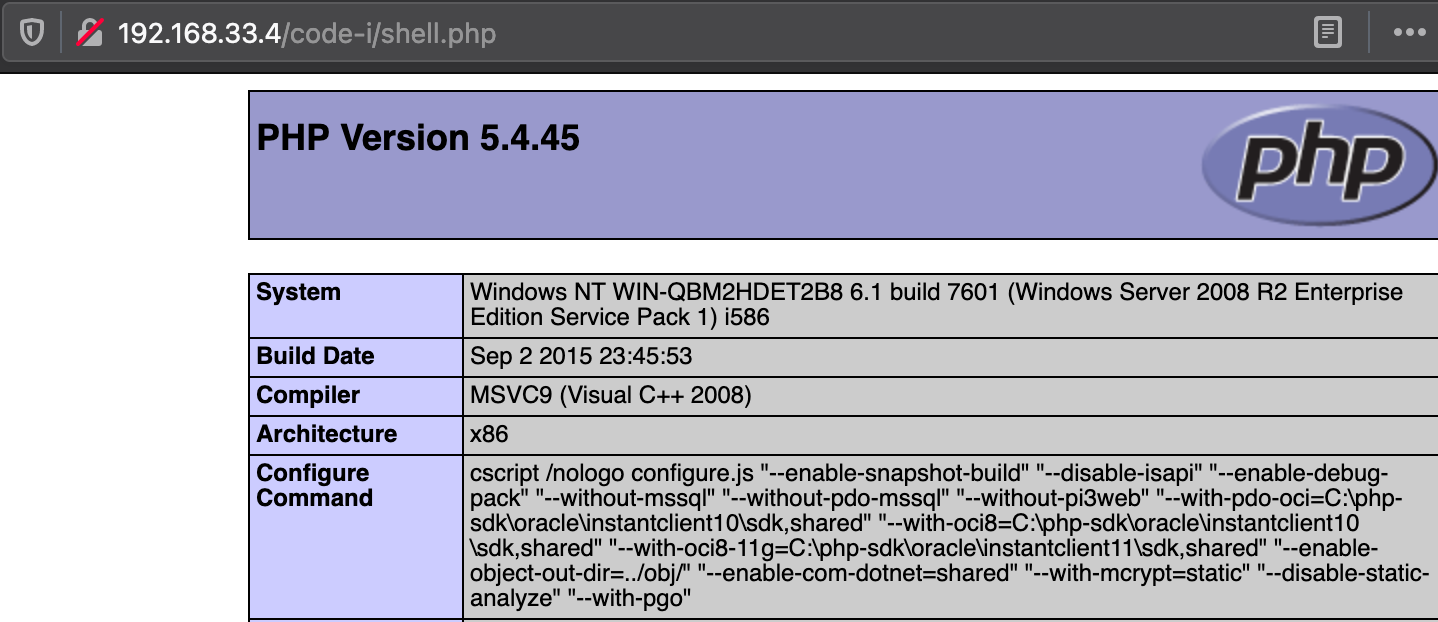 192.168.33.4/code-i/shell.php
PHP Version 5.4.45
php
System
Windows NT WIN-QBM2HDET2B8 6.1 build 7601 (Windows Server 2008 R2 Enterprise
Edition Service Pack 1) i586
Build Date
Sep 2 2015 23:45:53
Compiler
MSVC9 (Visual C++ 2008)
Architecture
x86
Configure
Command
cscript /nologo configure.js "--enable-snapshot-build" "--disable-isapi" "--enable-debug-
pack" "--without-mssql" "--without-pdo-mssql" "--without-pi3web" "--with-pdo-oci=C:\php-
sdk\oracle\instantclient10\sdk,shared" "--with-oci8=C:\php-sdk\oracle\instantclient10
\sdk,shared" "--with-oci8-11g=C:\php-sdk\oracle\instantclient11\sdk,shared" "--enable-
object-out-dir=../obj/" "--enable-com-dotnet=shared" "--with-mcrypt=static" "--disable-static-
analyze" "--with-pgo"